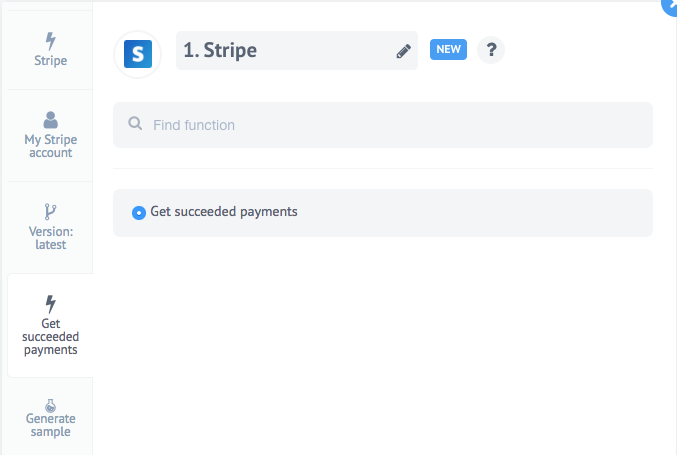 Stripe
My Stripe
account
Version:
latest
Get
succeeded
payments
Generate
sample
S
1. Stripe
NEW
?
Find function
Get succeeded payments